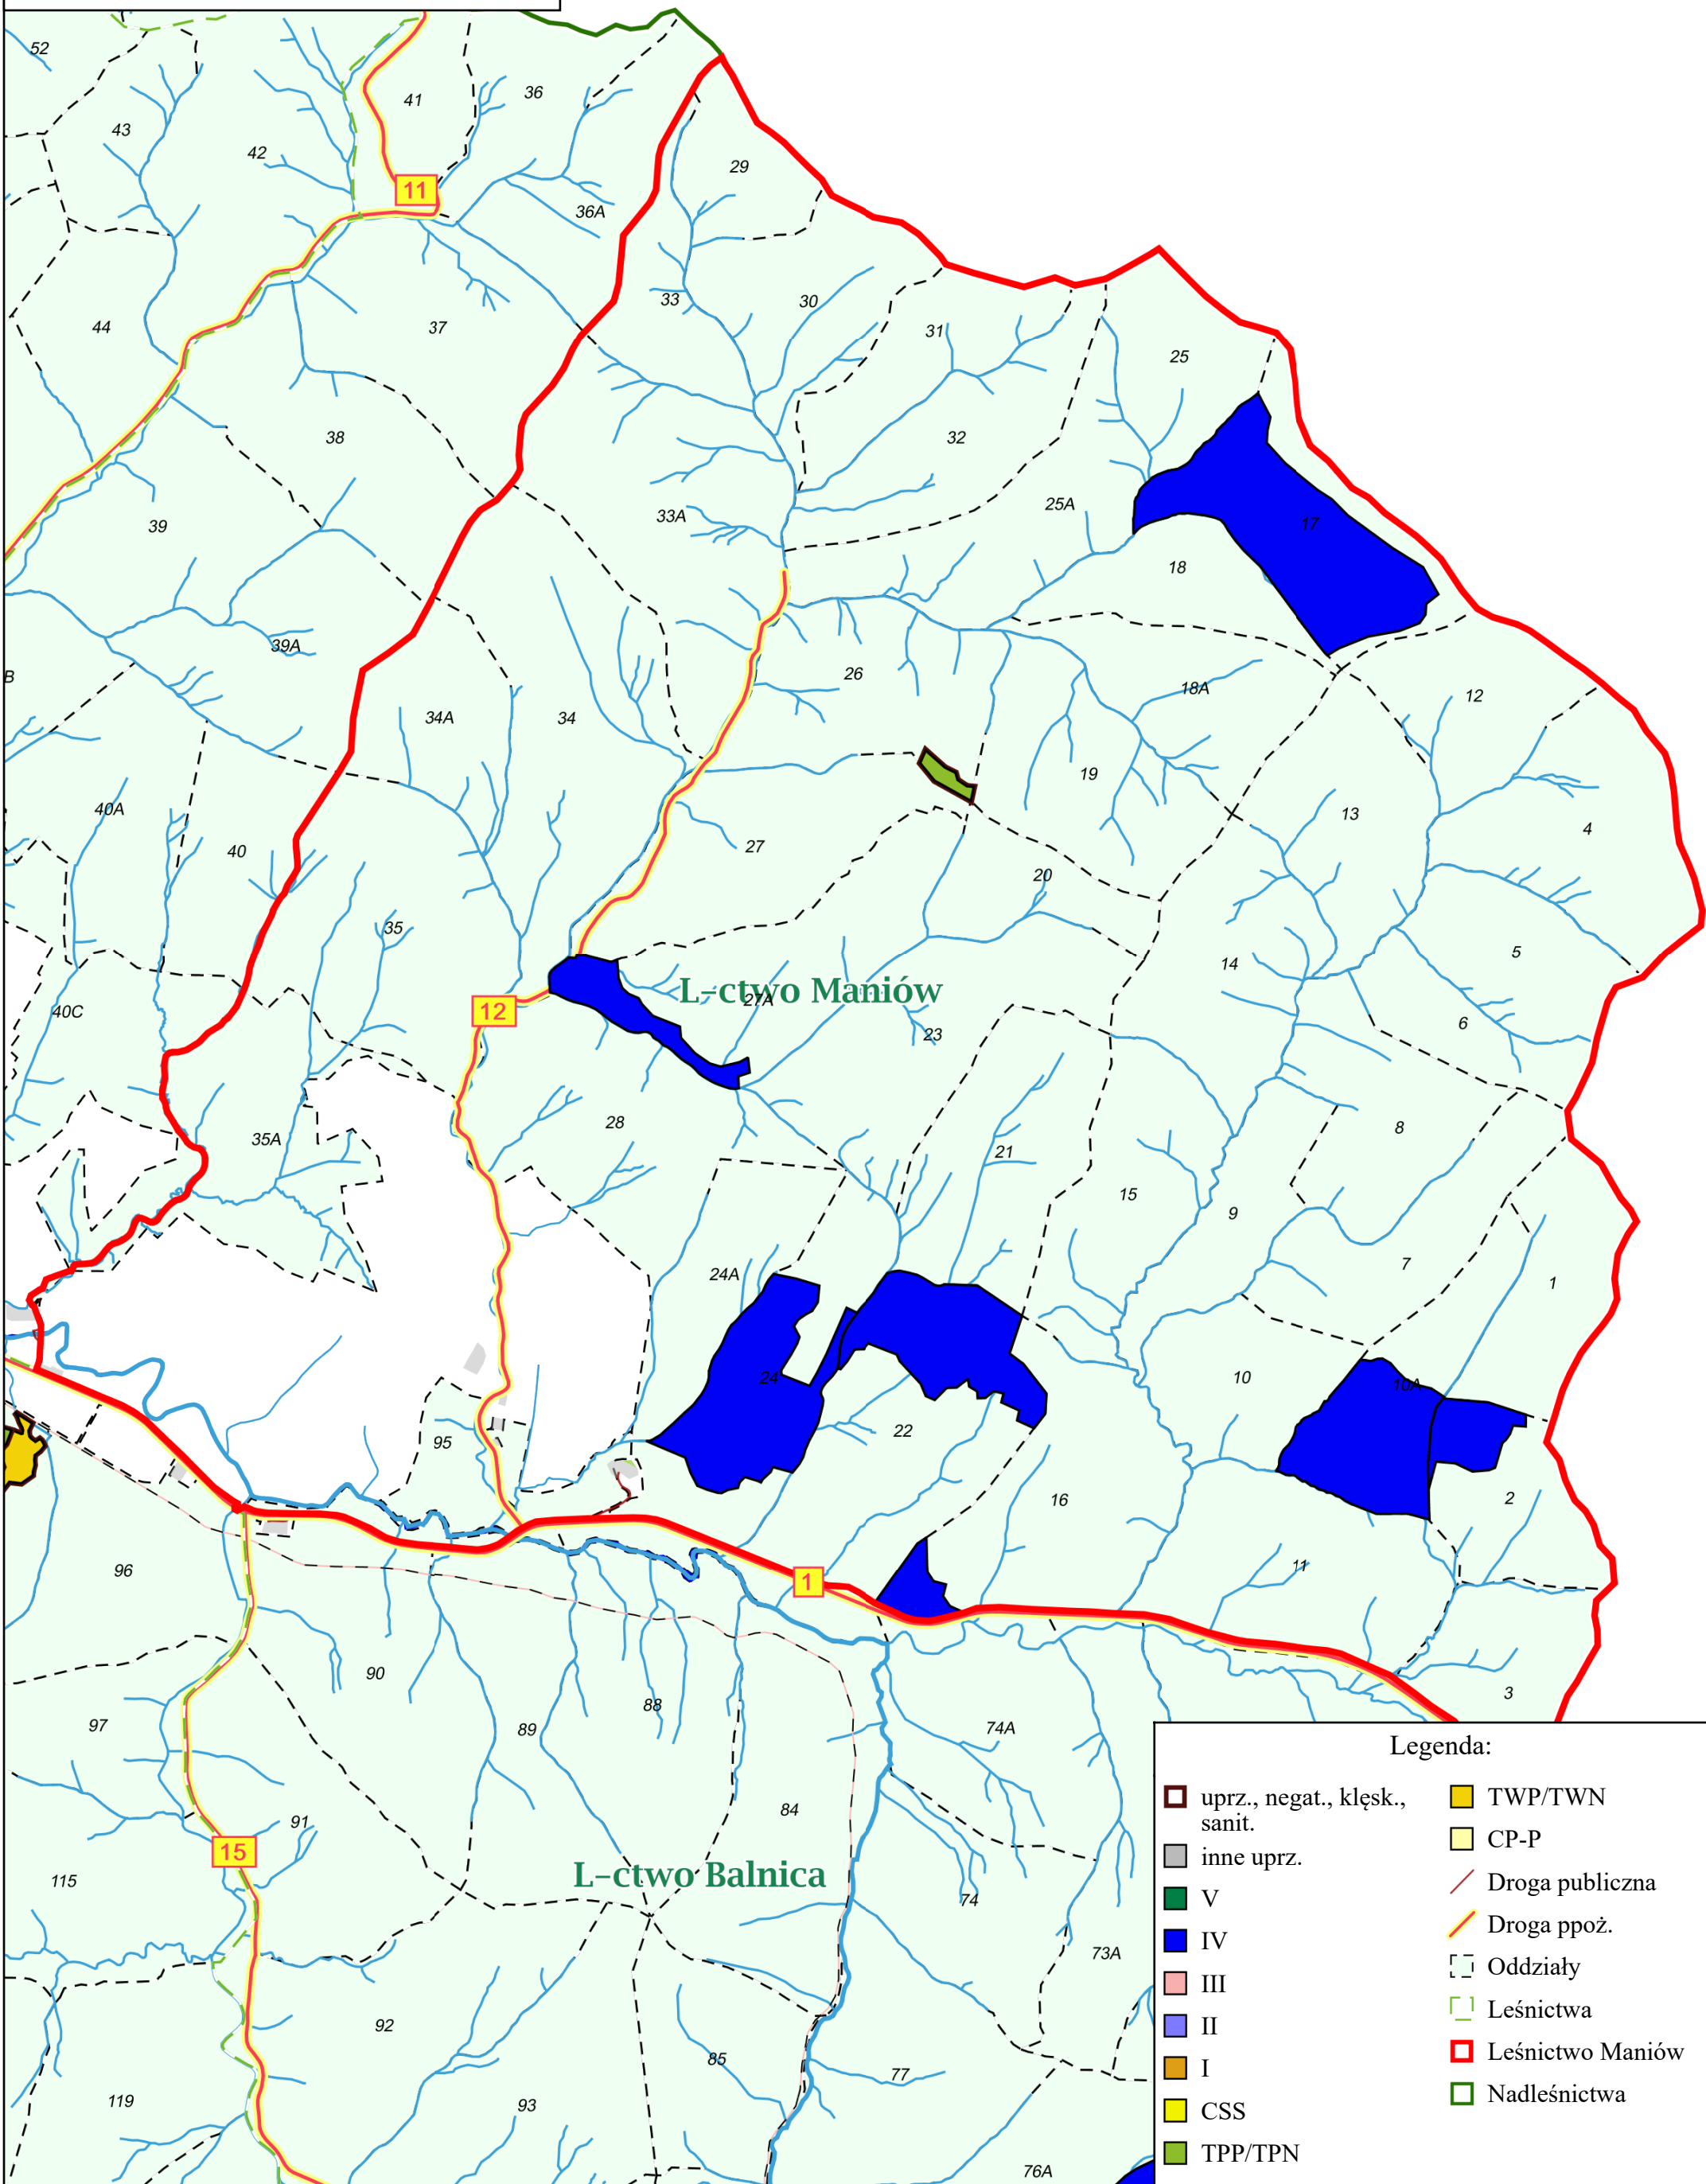 52
43
42
41
36
11
29
36A
44
37
33
30
31
25
38
32
39
33A
25A
17
18
39A
B
34A
34
26
18A
12
19
40A
40
27
20
13
4
35
5
14
40C
12
L-ctwo Maniów
27A
23
6
28
35A
21
8
15
9
24A
7
1
24
10
10A
95
22
16
2
96
1
11
90
88
3
97
89
74A
84
91
15
L-ctwo Balnica
115
74
73A
92
85
77
119
93
76A
Legenda:
uprz., negat., klęsk.,
sanit.
inne uprz.
V
IV
III
II
I
CSS
TPP/TPN
TWP/TWN
CP-P
Droga publiczna
Droga ppoż.
Oddziały
Leśnictwa
Leśnictwo Maniów
Nadleśnictwa